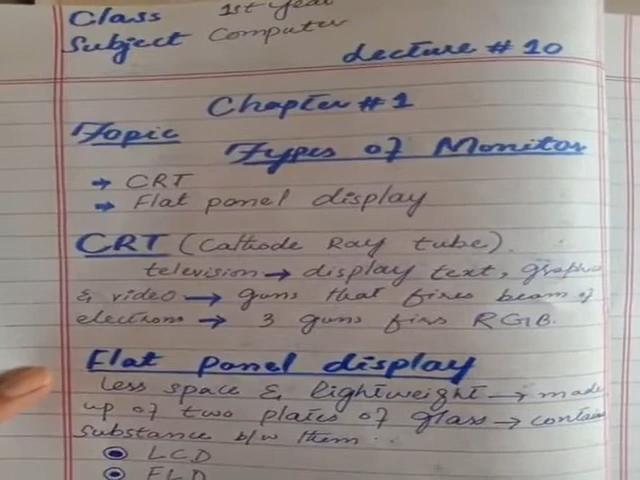 Class 1st year
Subject Computer
Lecture # 10
Chapter # 1
Topic
Types of Monitor
→ CRT
→ Flat panel display
CRT (Cathode Ray tube).
television → display text, graphics
& video → guns that fires beam of
electrons → 3 guns fires RGB.
Flat panel display
less space & lightweight → made
up of two plates of glass → contains
substance b/w them..
LCD
FLD